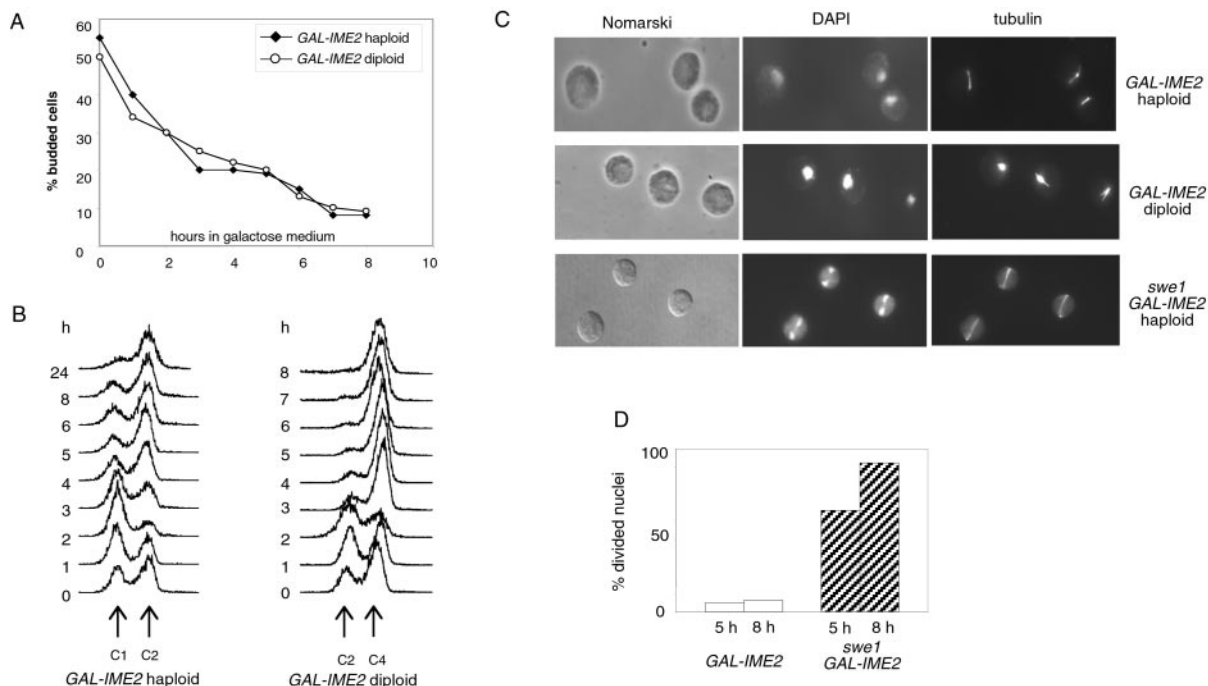 A
60
50
40
30
20
10
0
% budded cells
GAL-IME2 haploid
GAL-IME2 diploid
hours in galactose medium
0 2 4 6 8 10
B
h
24
8
6
5
4
3
2
1
0
C1 C2
GAL-IME2 haploid
h
8
7
6
5
4
3
2
1
0
C2 C4
GAL-IME2 diploid
C
Nomarski DAPI tubulin
GAL-IME2
haploid
GAL-IME2
diploid
swe1
GAL-IME2
haploid
D
100
50
0
% divided nuclei
5 h 8 h 5 h 8 h
GAL-IME2
swe1
GAL-IME2